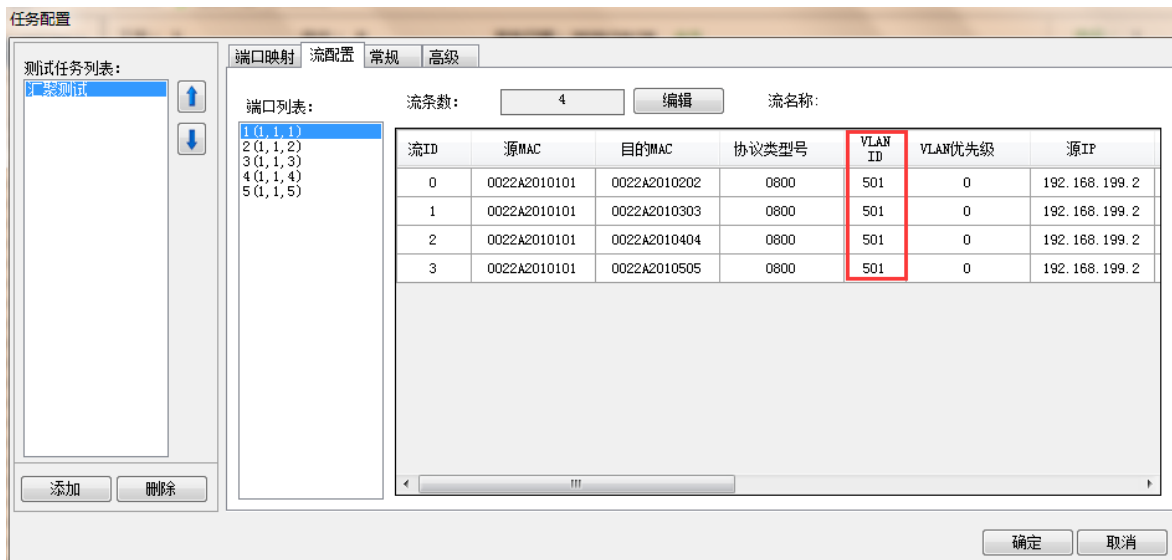 任务配置
测试任务列表:
汇聚测试
添加
删除
端口映射
流配置
常规
高级
端口列表:
1(1,1,1)
2(1,1,2)
3(1,1,3)
4(1,1,4)
5(1,1,5)
流条数: 4 编辑 流名称:
流ID 源MAC 目的MAC 协议类型号 VLAN ID VLAN优先级 源IP
0 0022A2010101 0022A2010202 0800 501 0 192.168.199.2
1 0022A2010101 0022A2010303 0800 501 0 192.168.199.2
2 0022A2010101 0022A2010404 0800 501 0 192.168.199.2
3 0022A2010101 0022A2010505 0800 501 0 192.168.199.2
确定
取消